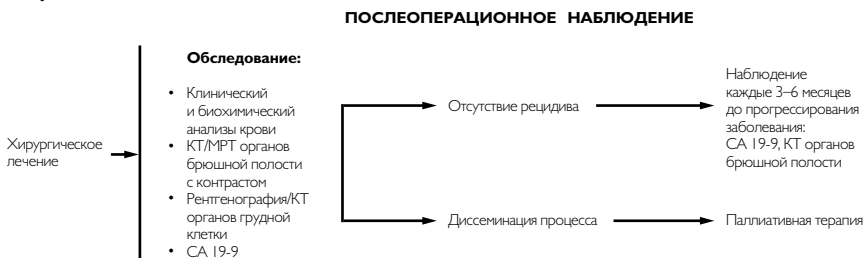 ПОСЛЕОПЕРАЦИОННОЕ НАБЛЮДЕНИЕ
Хирургическое
лечение
Обследование:
• Клинический
и биохимический
анализы крови
• КТ/МРТ органов
брюшной полости
с контрастом
• Рентгенография/КТ
органов грудной
клетки
• СА 19-9
Отсутствие рецидива
Наблюдение
каждые 3–6 месяцев
до прогрессирования
заболевания:
СА 19-9, КТ органов
брюшной полости
Диссеминация процесса
Паллиативная терапия